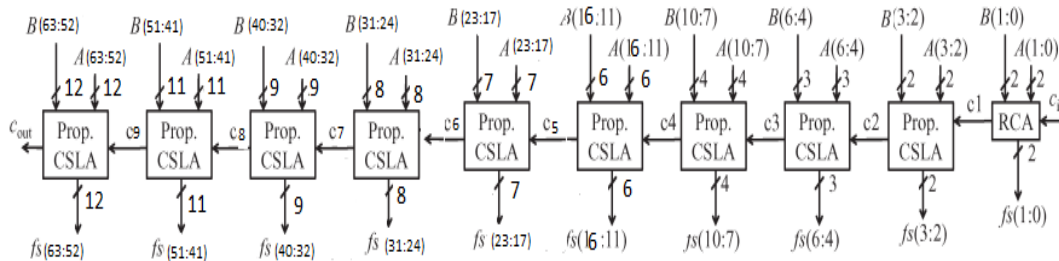 B(63:52) B(51:41) B(40:32) B(31:24) B(23:17) B(16:11) B(10:7) B(6:4) B(3:2) B(1:0)
A(63:52) A(51:41) A(40:32) A(31:24) A(23:17) A(16:11) A(10:7) A(6:4) A(3:2) A(1:0)
12 12 11 11 9 9 8 8 7 7 6 6 4 4 3 3 2 2 2 2
cout Prop. CSLA c9 Prop. CSLA c8 Prop. CSLA c7 Prop. CSLA c6 Prop. CSLA c5 Prop. CSLA c4 Prop. CSLA c3 Prop. CSLA c2 Prop. CSLA c1 RCA
12 11 9 8 7 6 4 3 2 2
fs(63:52) fs(51:41) fs(40:32) fs(31:24) fs(23:17) fs(16:11) fs(10:7) fs(6:4) fs(3:2) fs(1:0)